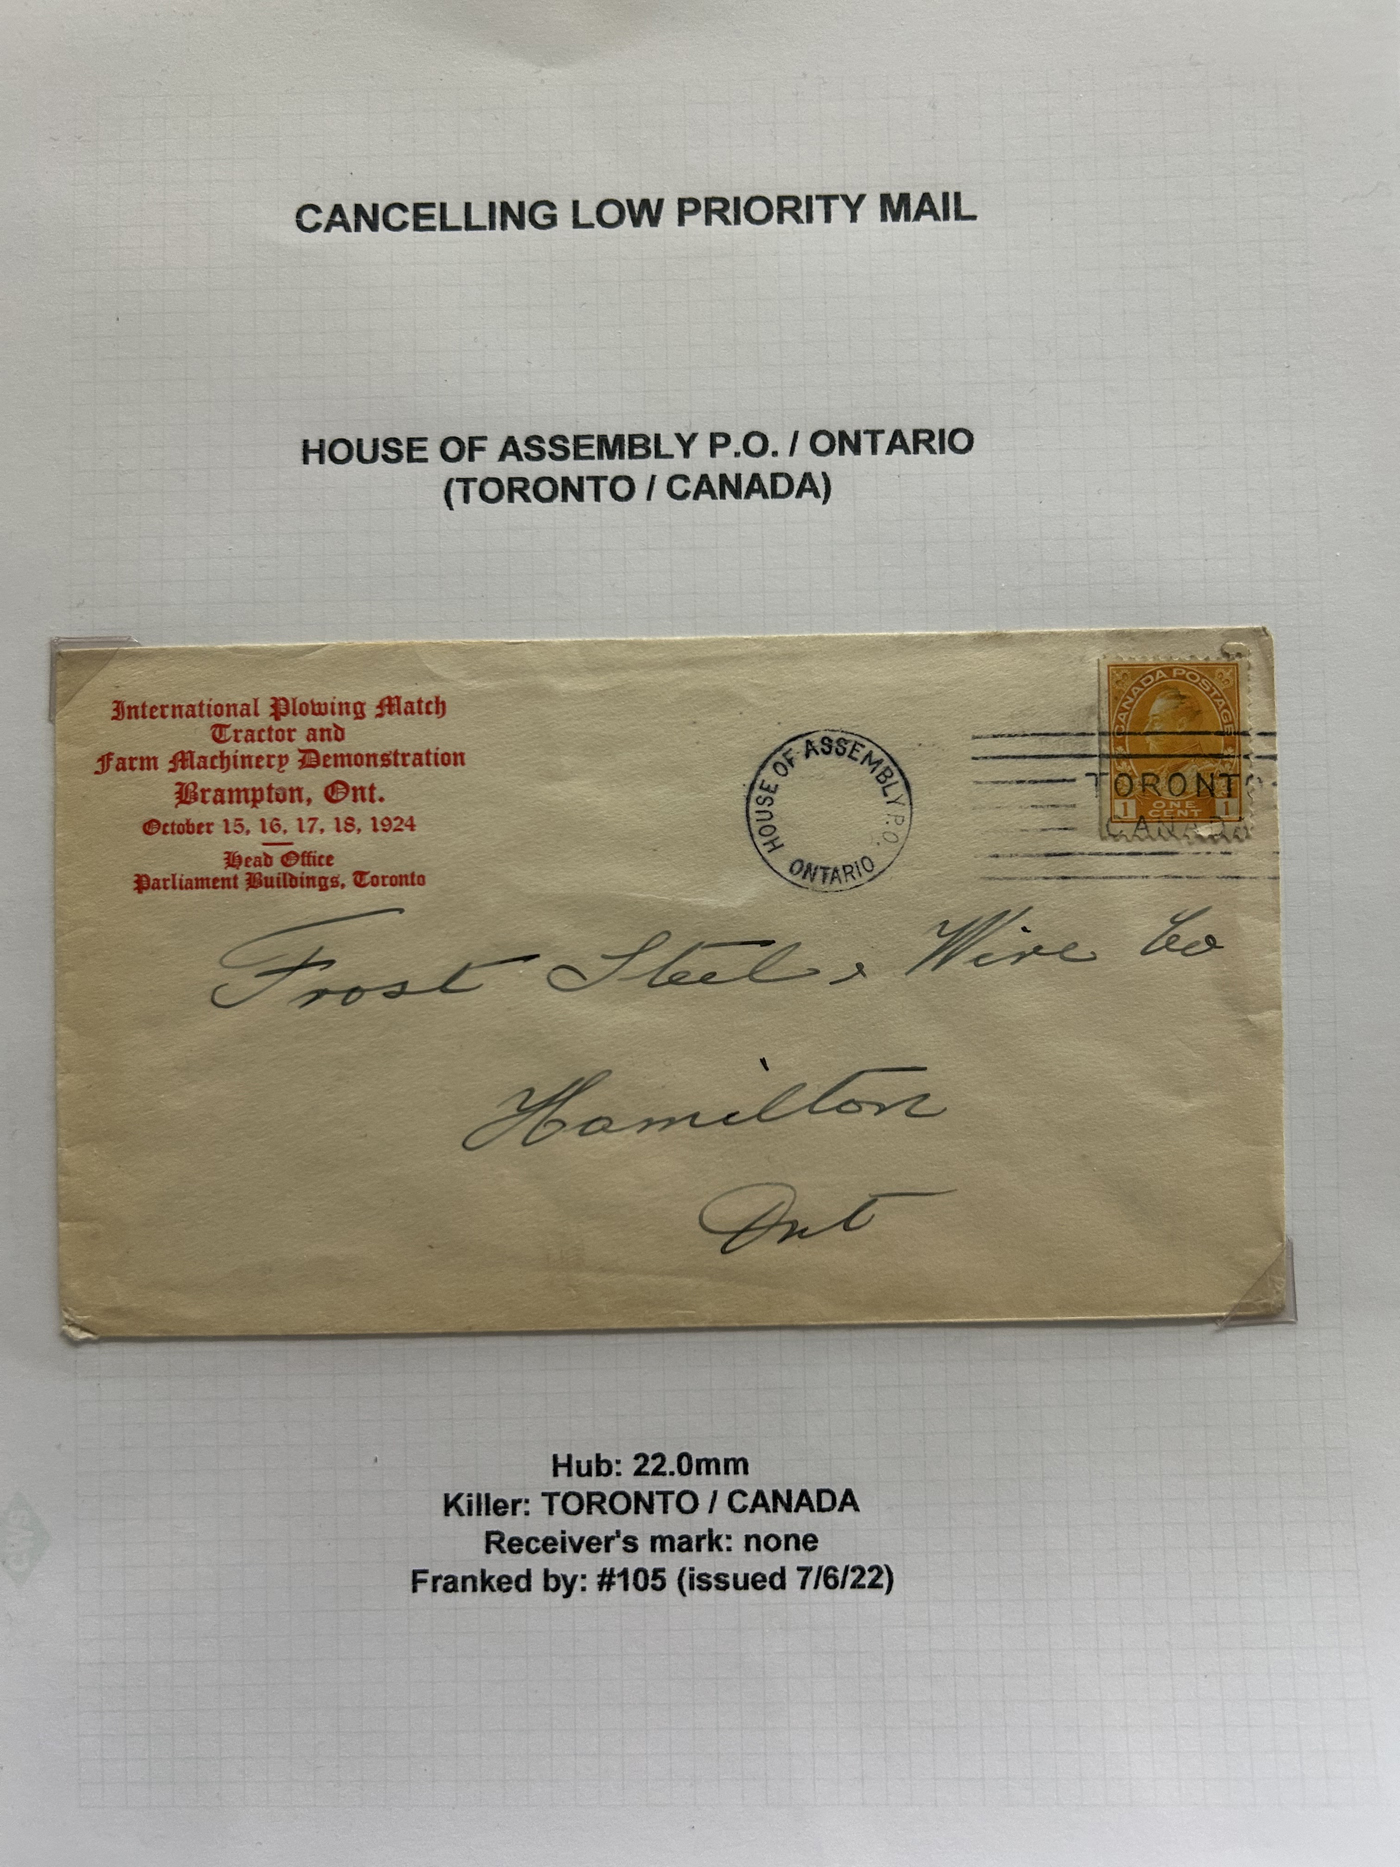 CANCELLING LOW PRIORITY MAIL
HOUSE OF ASSEMBLY P.O. / ONTARIO
(TORONTO / CANADA)
International Plowing Match
Tractor and
Farm Machinery Demonstration
Brampton, Ont.
October 15, 16, 17, 18, 1924
Head Office
Parliament Buildings, Toronto
HOUSE OF ASSEMBLY P.O.
ONTARIO
CANADA POSTAGE
TORONTO
1 ONE CENT 1
CANADA
Frost Steel & Wire Co
Hamilton
Ont
Hub: 22.0mm
Killer: TORONTO / CANADA
Receiver's mark: none
Franked by: #105 (issued 7/6/22)